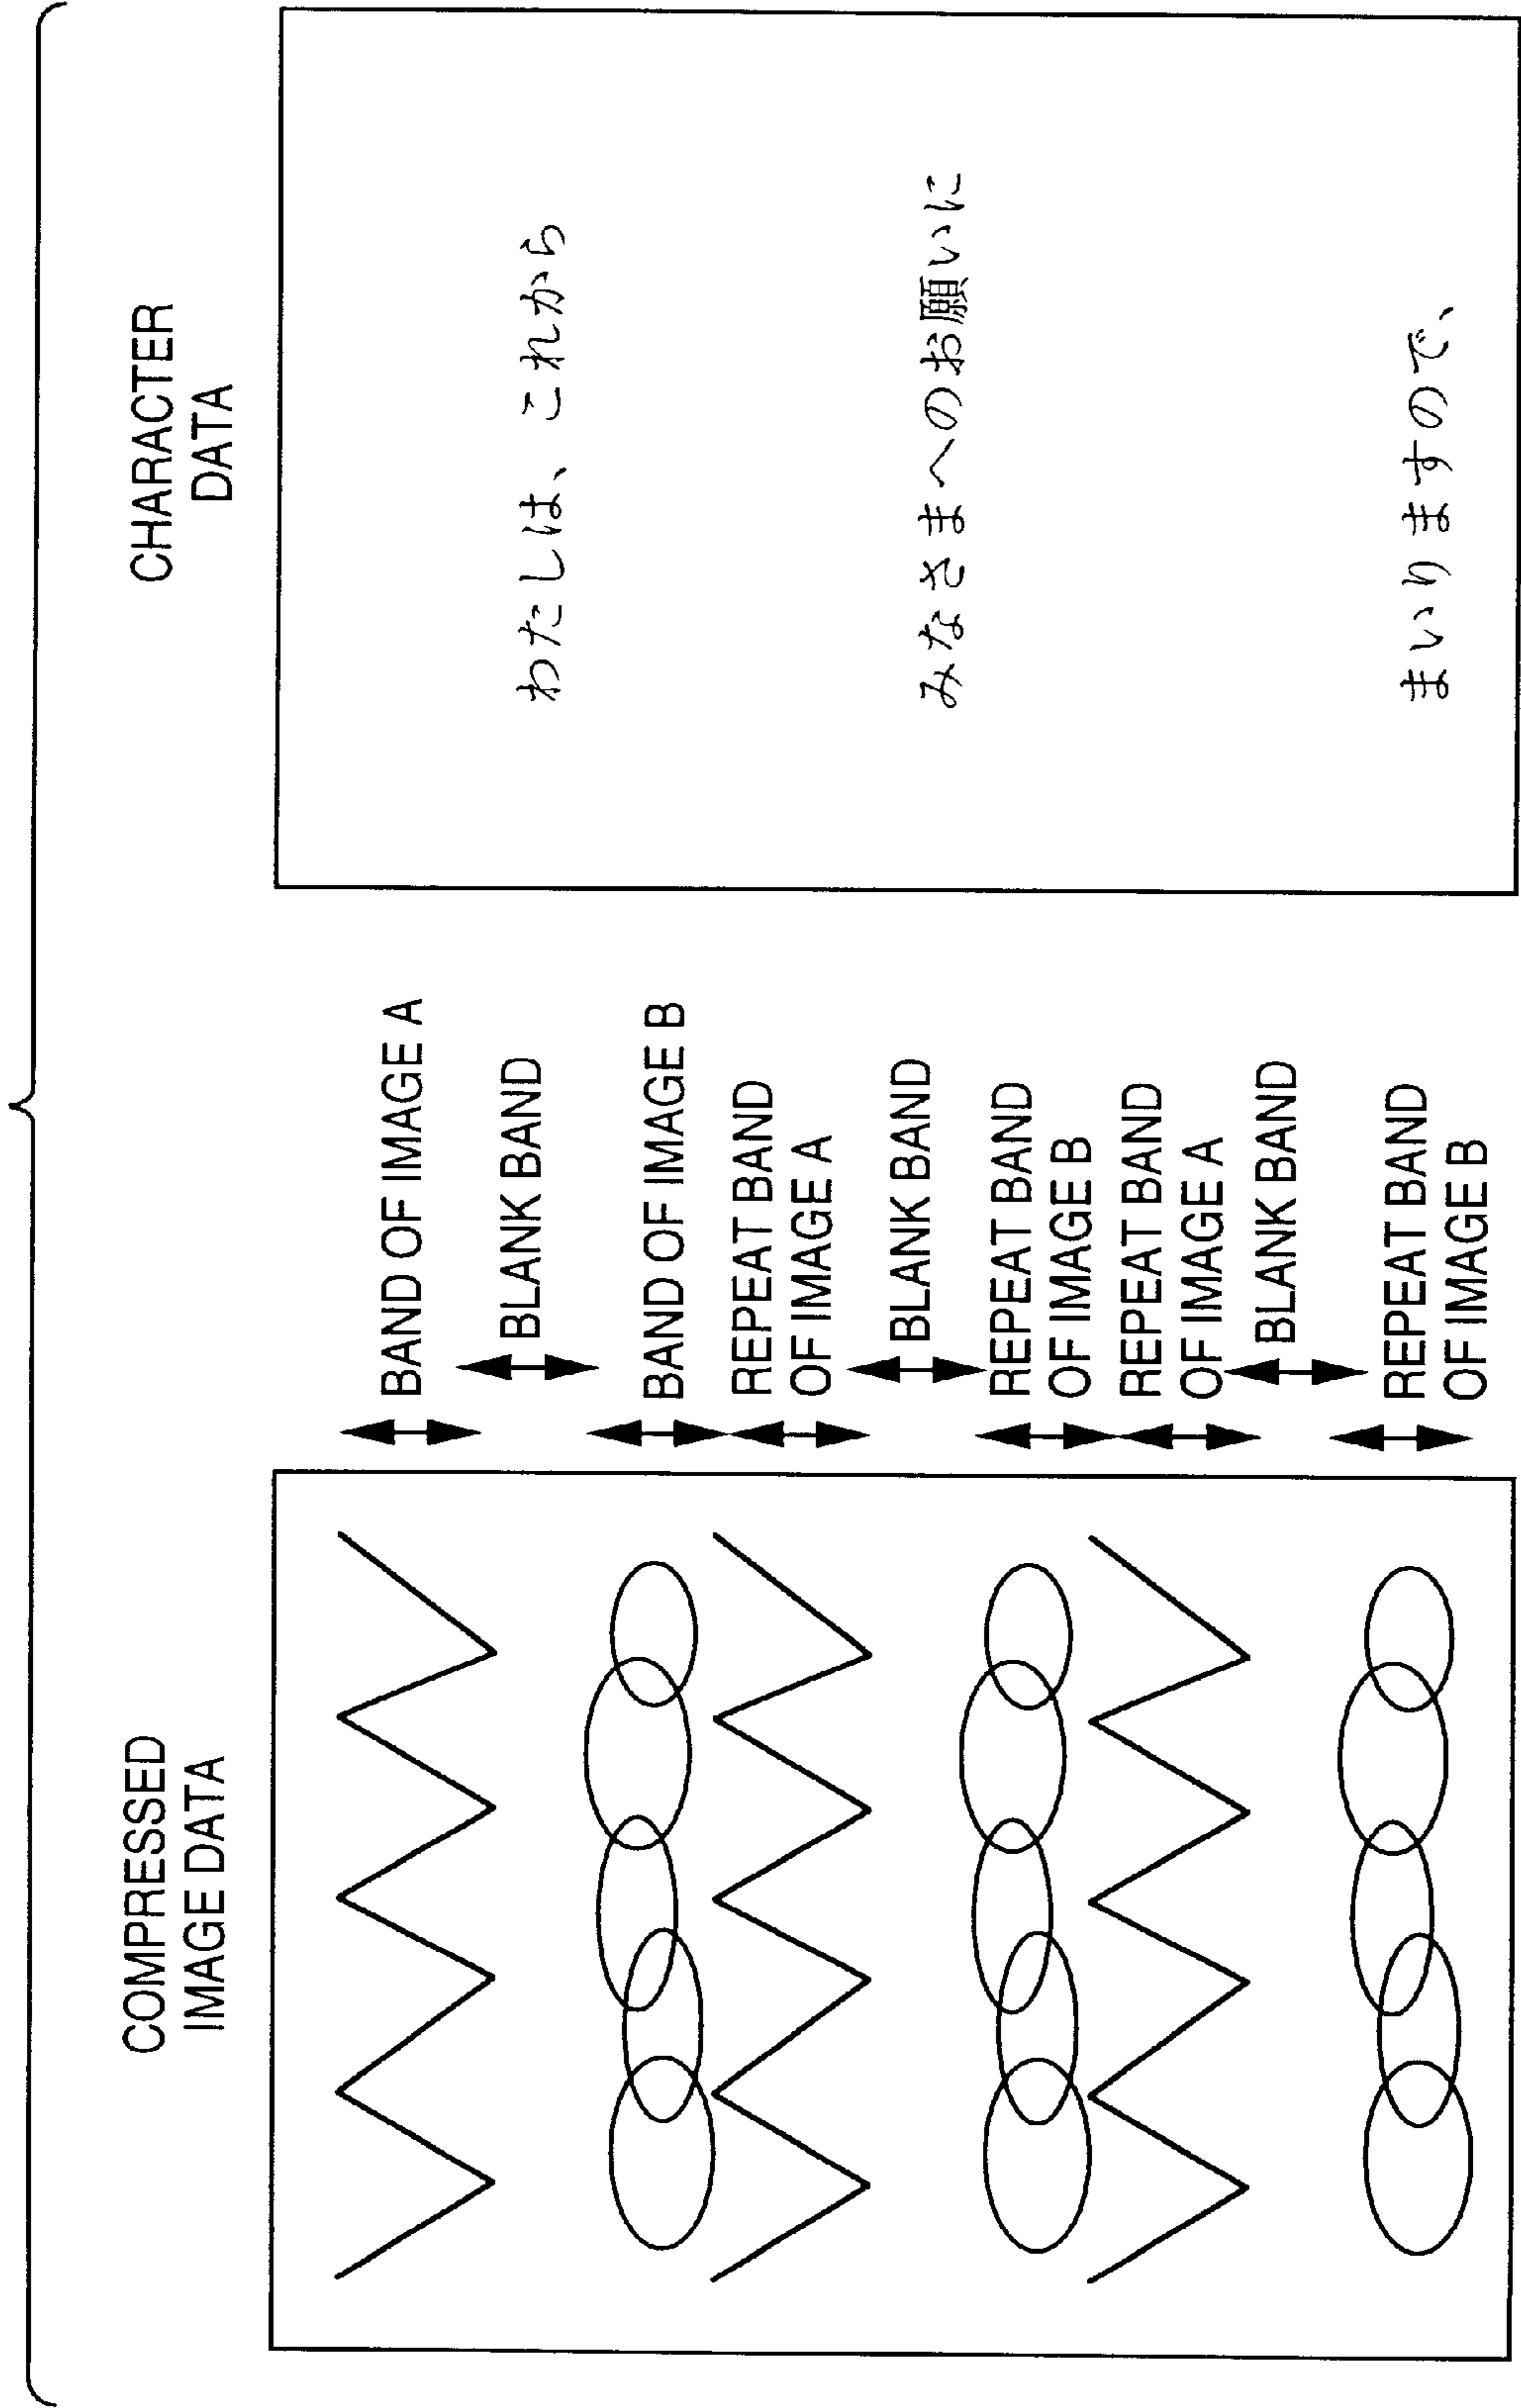 COMPRESSED
IMAGE DATA
BAND OF IMAGE A
BLANK BAND
BAND OF IMAGE B
REPEAT BAND
OF IMAGE A
BLANK BAND
REPEAT BAND
OF IMAGE B
REPEAT BAND
OF IMAGE A
BLANK BAND
REPEAT BAND
OF IMAGE B
CHARACTER
DATA
わたしは、これから
みなさまへのお願いに
まいりますので、